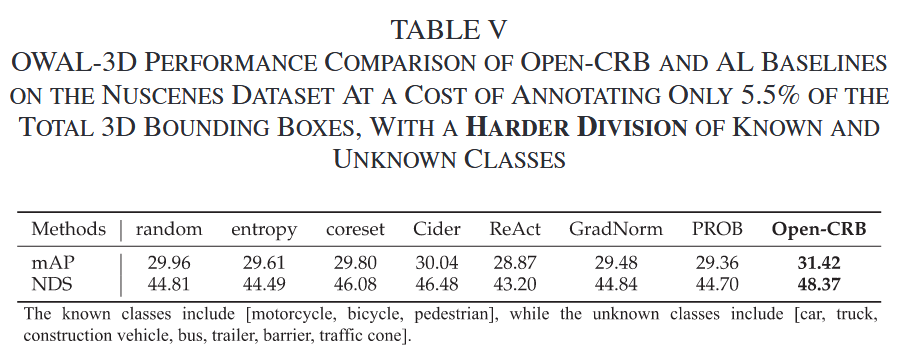 TABLE V
OWAL-3D PERFORMANCE COMPARISON OF OPEN-CRB AND AL BASELINES
ON THE NUSCENES DATASET AT A COST OF ANNOTATING ONLY 5.5% OF THE
TOTAL 3D BOUNDING BOXES, WITH A HARDER DIVISION OF KNOWN AND
UNKNOWN CLASSES
Methods random entropy coreset Cider ReAct GradNorm PROB Open-CRB
mAP 29.96 29.61 29.80 30.04 28.87 29.48 29.36 31.42
NDS 44.81 44.49 46.08 46.48 43.20 44.84 44.70 48.37
The known classes include [motorcycle, bicycle, pedestrian], while the unknown classes include [car, truck,
construction vehicle, bus, trailer, barrier, traffic cone].